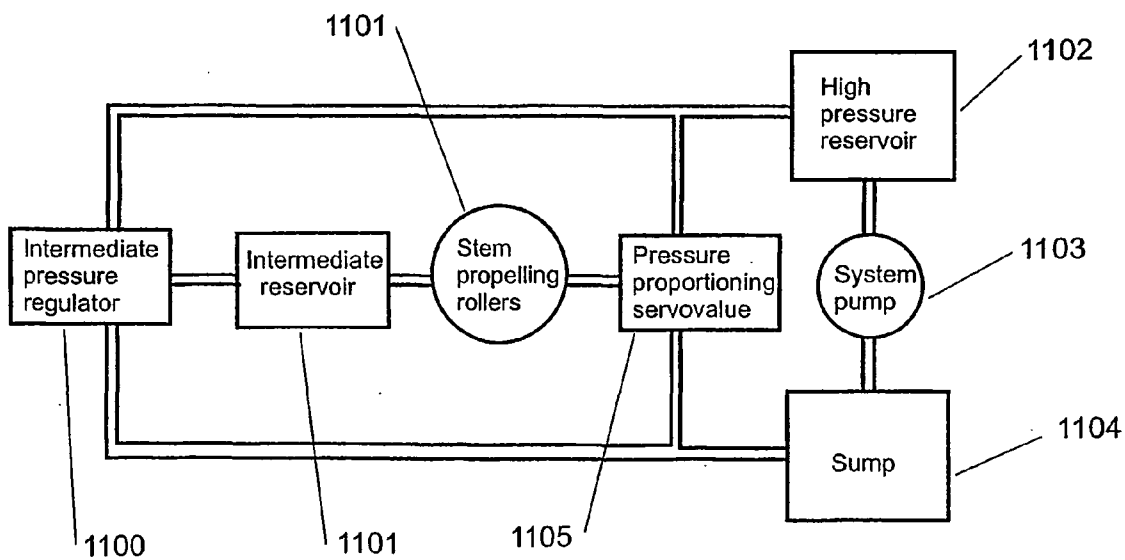 1101
1102
High
pressure
reservoir
Intermediate
pressure
regulator
Intermediate
reservoir
Stem
propelling
rollers
Pressure
proportioning
servovalue
System
pump
1103
Sump
1104
1100
1101
1105